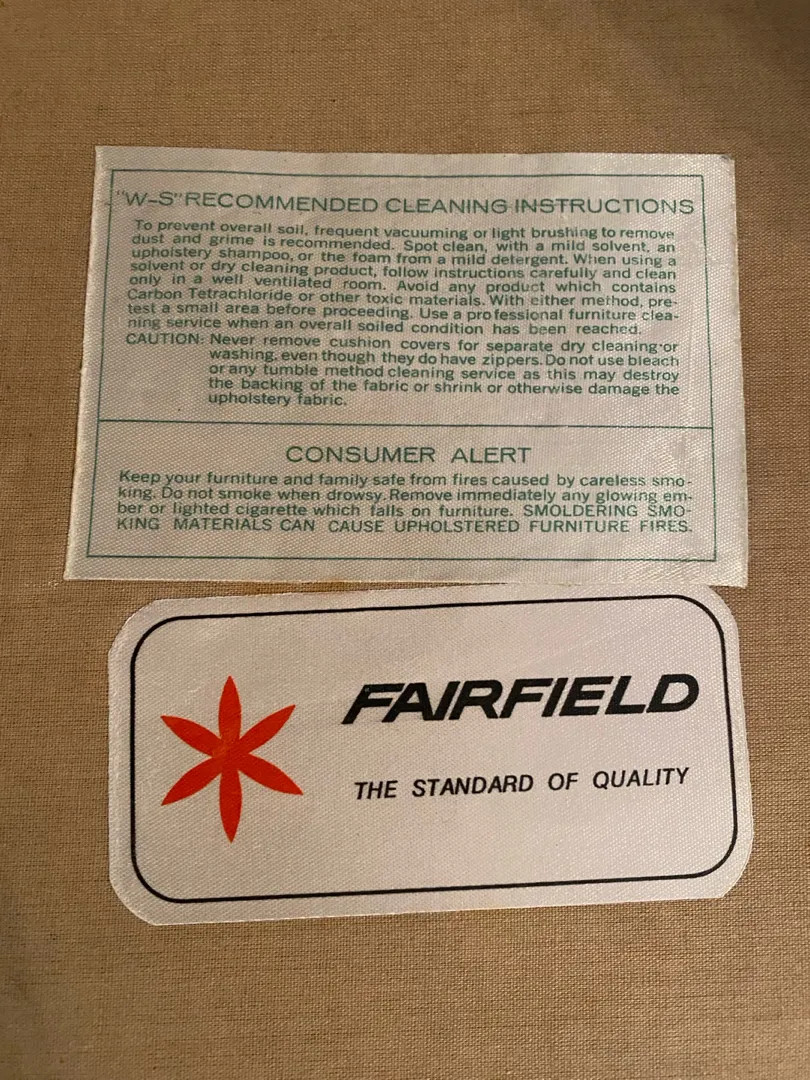 "W-S" RECOMMENDED CLEANING INSTRUCTIONS
To prevent overall soil, frequent vacuuming or light brushing to remove
dust and grime is recommended. Spot clean, with a mild solvent, an
upholstery shampoo, or the foam from a mild detergent. When using a
solvent or dry cleaning product, follow instructions carefully and clean
only in a well ventilated room. Avoid any product which contains
Carbon Tetrachloride or other toxic materials. With either method, pre-
test a small area before proceeding. Use a professional furniture clea-
ning service when an overall soiled condition has been reached.
CAUTION: Never remove cushion covers for separate dry cleaning or
washing, even though they do have zippers. Do not use bleach
or any tumble method cleaning service as this may destroy
the backing of the fabric or shrink or otherwise damage the
upholstery fabric.
CONSUMER ALERT
Keep your furniture and family safe from fires caused by careless smo-
king. Do not smoke when drowsy. Remove immediately any glowing em-
ber or lighted cigarette which falls on furniture. SMOLDERING SMO-
KING MATERIALS CAN CAUSE UPHOLSTERED FURNITURE FIRES.
FAIRFIELD
THE STANDARD OF QUALITY